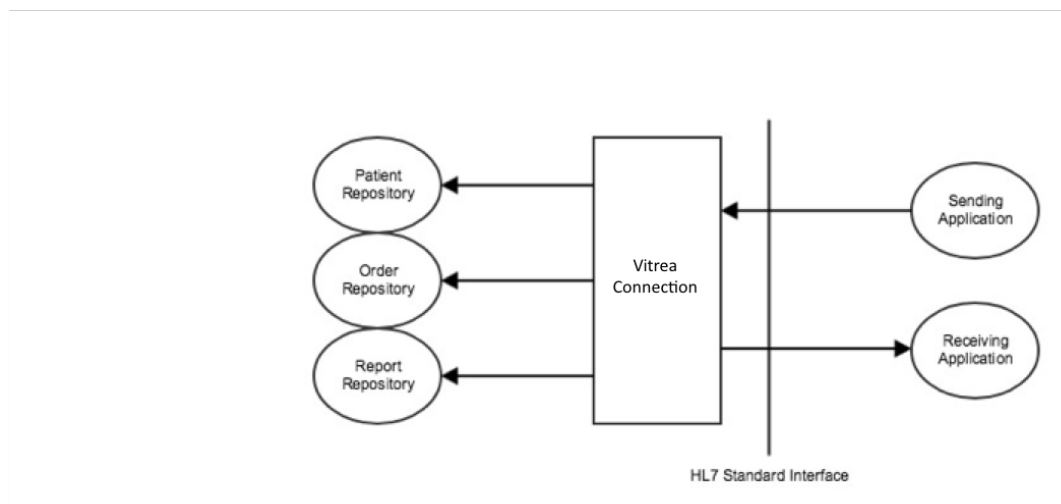 Patient
Repository
Order
Repository
Report
Repository
Vitrea
Connection
Sending
Application
Receiving
Application
HL7 Standard Interface